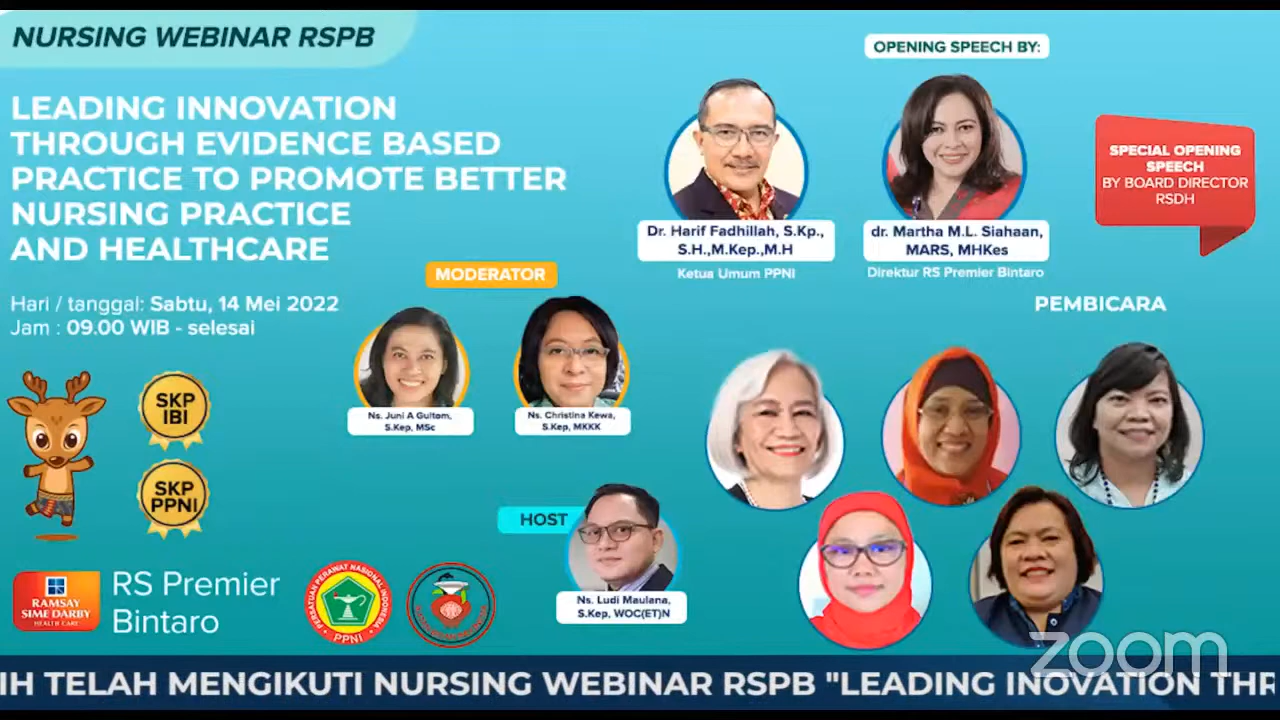 NURSING WEBINAR RSPB
LEADING INNOVATION
THROUGH EVIDENCE BASED
PRACTICE TO PROMOTE BETTER
NURSING PRACTICE
AND HEALTHCARE
Hari / tanggal: Sabtu, 14 Mei 2022
Jam : 09.00 WIB - selesai
OPENING SPEECH BY:
Dr. Harif Fadhillah, S.Kp.,
S.H.,M.Kep.,M.H
Ketua Umum PPNI
dr. Martha M.L. Siahaan,
MARS, MHKes
Direktur RS Premier Bintaro
SPECIAL OPENING
SPEECH
BY BOARD DIRECTOR
RSDH
MODERATOR
Ns. Juni A Gultom,
S.Kep, MSc
Ns. Christina Kewa,
S.Kep, MKKK
PEMBICARA
HOST
Ns. Ludi Maulana,
S.Kep, WOC(ET)N
SKP
IBI
SKP
PPNI
RAMSAY
SIME DARBY
HEALTH CARE
RS Premier
Bintaro
PERSATUAN PERAWAT NASIONAL INDONESIA
PPNI
zoom
IH TELAH MENGIKUTI NURSING WEBINAR RSPB "LEADING INOVATION THR